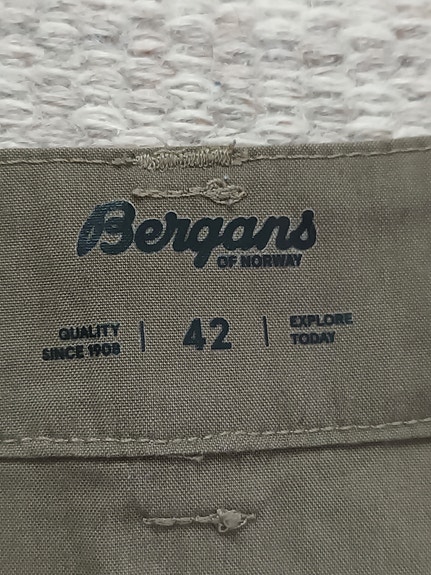 Bergans
OF NORWAY
QUALITY
SINCE 1908
42
EXPLORE
TODAY